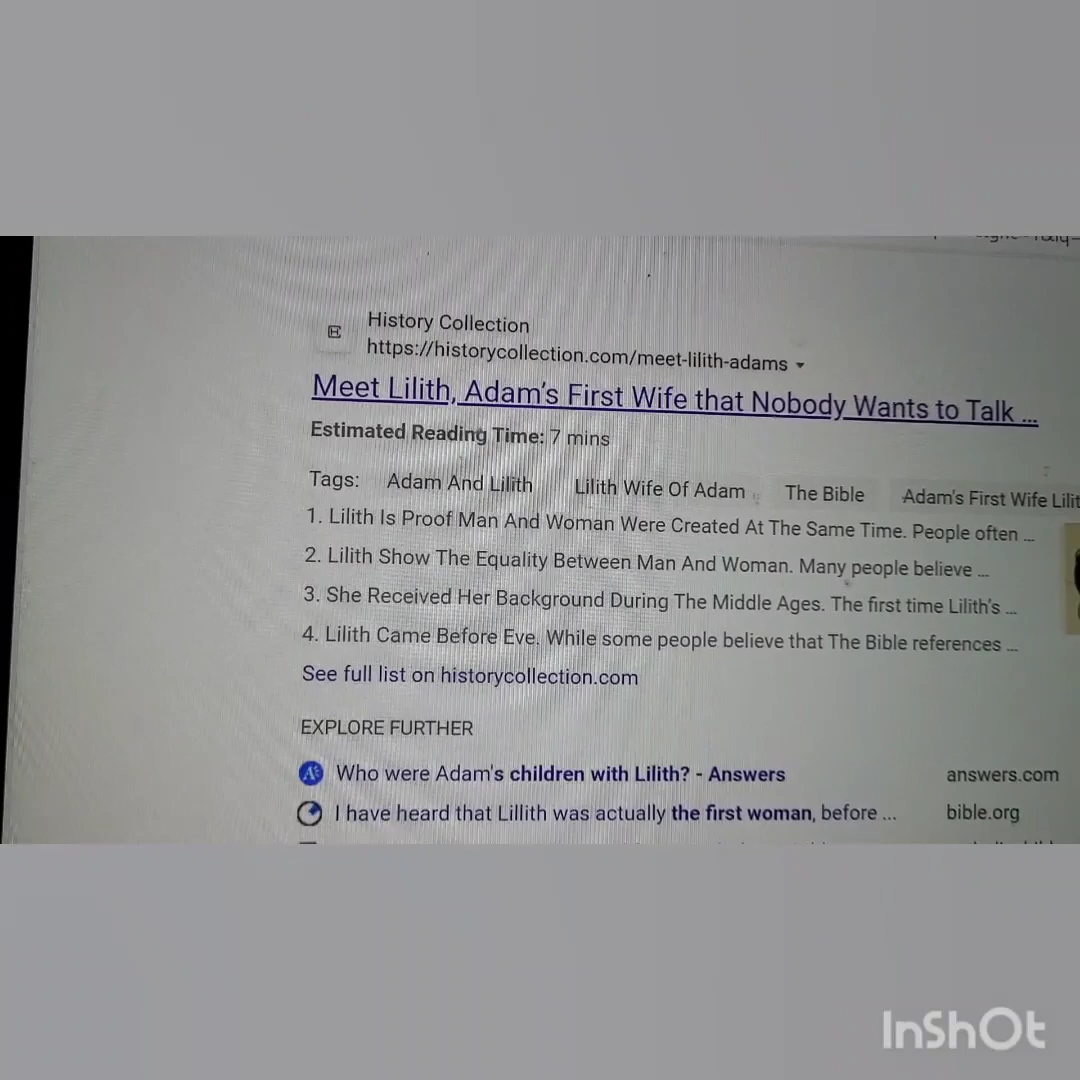 History Collection
https://historycollection.com/meet-lilith-adams
Meet Lilith, Adam's First Wife that Nobody Wants to Talk ...
Estimated Reading Time: 7 mins
Tags: Adam And Lilith Lilith Wife Of Adam The Bible Adam's First Wife Lilit
1. Lilith Is Proof Man And Woman Were Created At The Same Time. People often ...
2. Lilith Show The Equality Between Man And Woman. Many people believe ...
3. She Received Her Background During The Middle Ages. The first time Lilith's ...
4. Lilith Came Before Eve. While some people believe that The Bible references ...
See full list on historycollection.com
EXPLORE FURTHER
Who were Adam's children with Lilith? - Answers answers.com
I have heard that Lillith was actually the first woman, before ... bible.org
InShOt